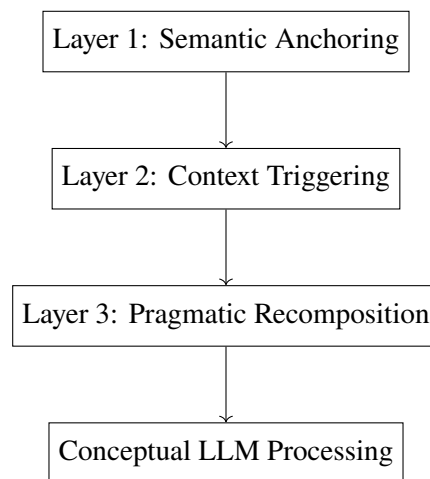 Layer 1: Semantic Anchoring
Layer 2: Context Triggering
Layer 3: Pragmatic Recomposition
Conceptual LLM Processing